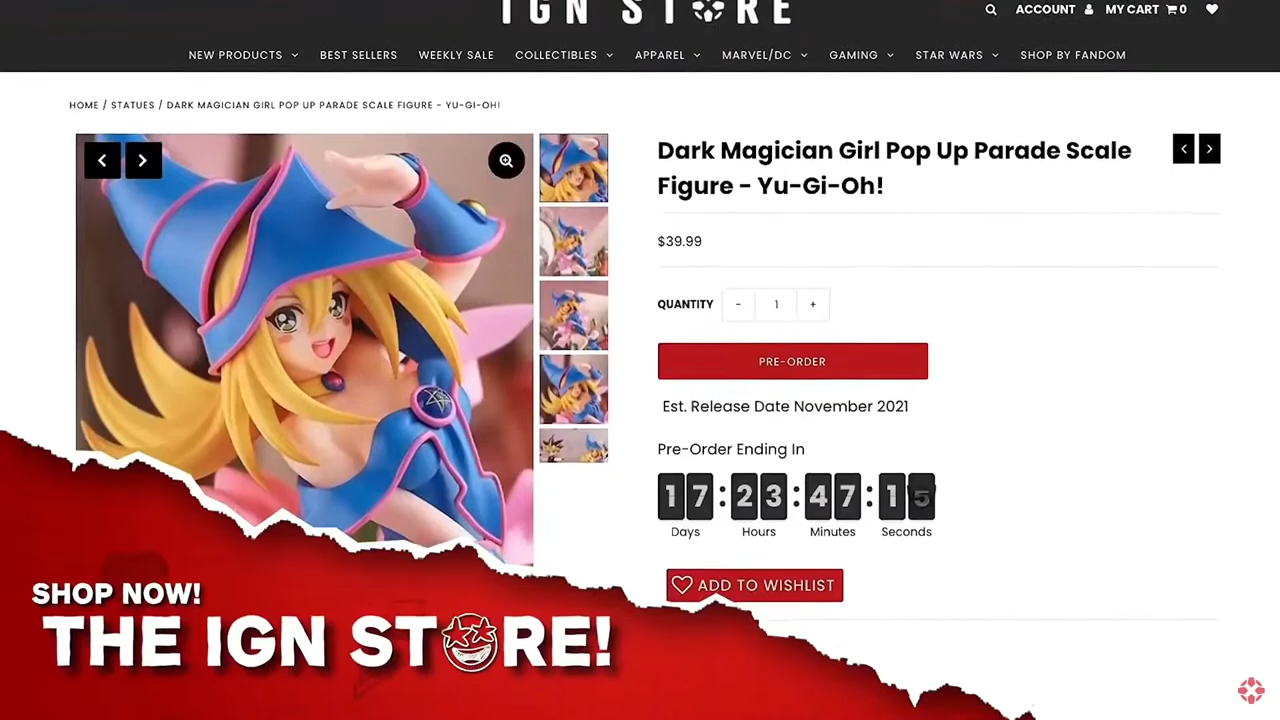 IGN STORE
ACCOUNT MY CART 0
NEW PRODUCTS BEST SELLERS WEEKLY SALE COLLECTIBLES APPAREL MARVEL/DC GAMING STAR WARS SHOP BY FANDOM
HOME / STATUES / DARK MAGICIAN GIRL POP UP PARADE SCALE FIGURE - YU-GI-OH!
Dark Magician Girl Pop Up Parade Scale
Figure - Yu-Gi-Oh!
$39.99
QUANTITY - 1 +
PRE-ORDER
Est. Release Date November 2021
Pre-Order Ending In
17 : 23 : 47 : 15
Days Hours Minutes Seconds
ADD TO WISHLIST
SHOP NOW!
THE IGN STORE!